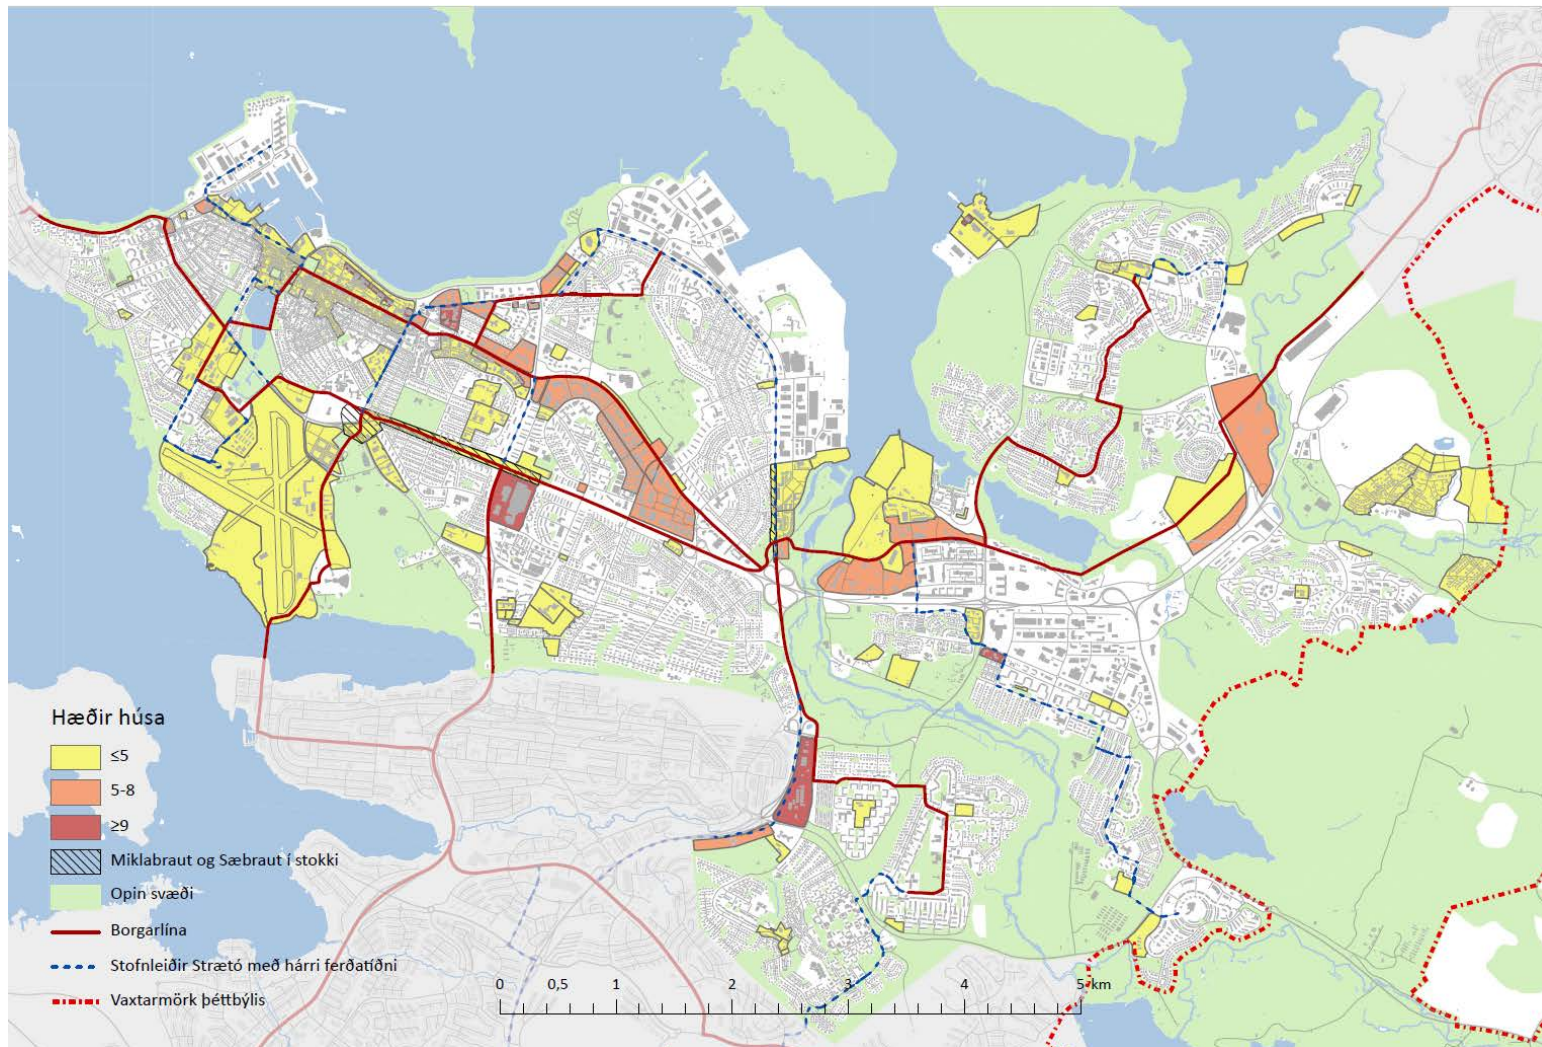 Hæðir húsa
≤5
5-8
≥9
Miklabraut og Sæbraut í stokki
Opin svæði
Borgarlína
Stofnleiðir Strætó með hárri ferðatíðni
Vaxtarmörk þéttbýlis
0 0,5 1 2 3 4 5 km